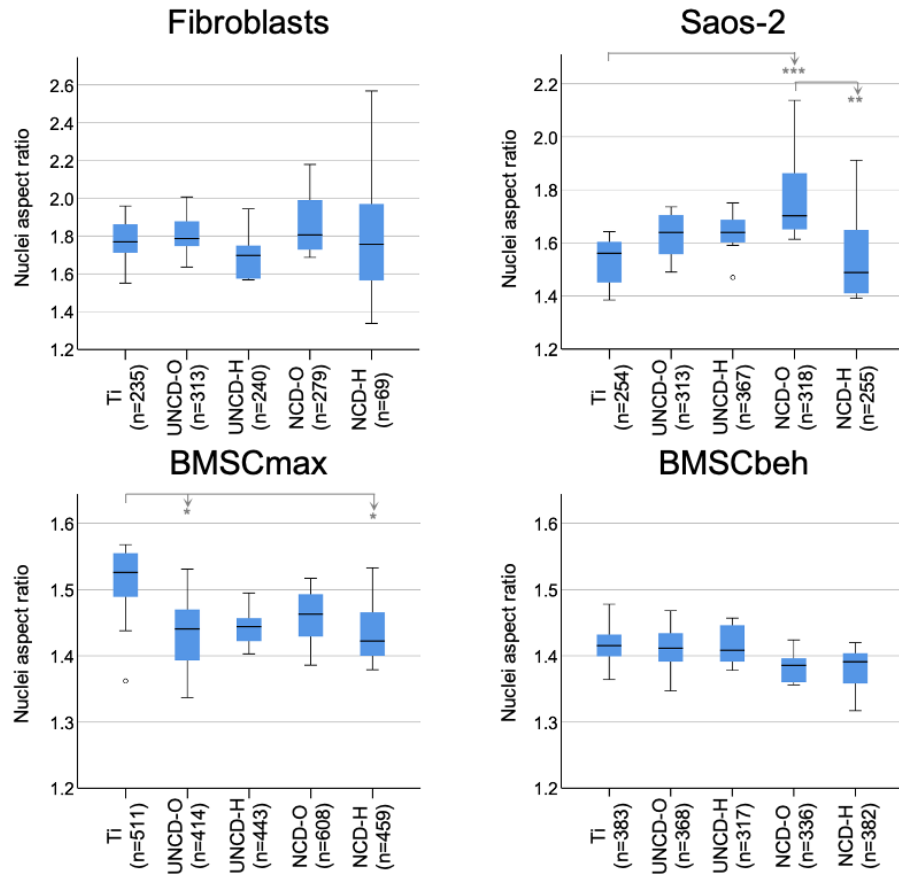 Fibroblasts
Nuclei aspect ratio
2.6
2.4
2.2
2.0
1.8
1.6
1.4
1.2
Ti
(n=235)
UNCD-O
(n=313)
UNCD-H
(n=240)
NCD-O
(n=279)
NCD-H
(n=69)
Saos-2
Nuclei aspect ratio
2.2
2.0
1.8
1.6
1.4
1.2
***
**
Ti
(n=254)
UNCD-O
(n=313)
UNCD-H
(n=367)
NCD-O
(n=318)
NCD-H
(n=255)
BMSCmax
Nuclei aspect ratio
1.6
1.5
1.4
1.3
1.2
*
*
Ti
(n=511)
UNCD-O
(n=414)
UNCD-H
(n=443)
NCD-O
(n=608)
NCD-H
(n=459)
BMSCbeh
Nuclei aspect ratio
1.6
1.5
1.4
1.3
1.2
Ti
(n=383)
UNCD-O
(n=368)
UNCD-H
(n=317)
NCD-O
(n=336)
NCD-H
(n=382)